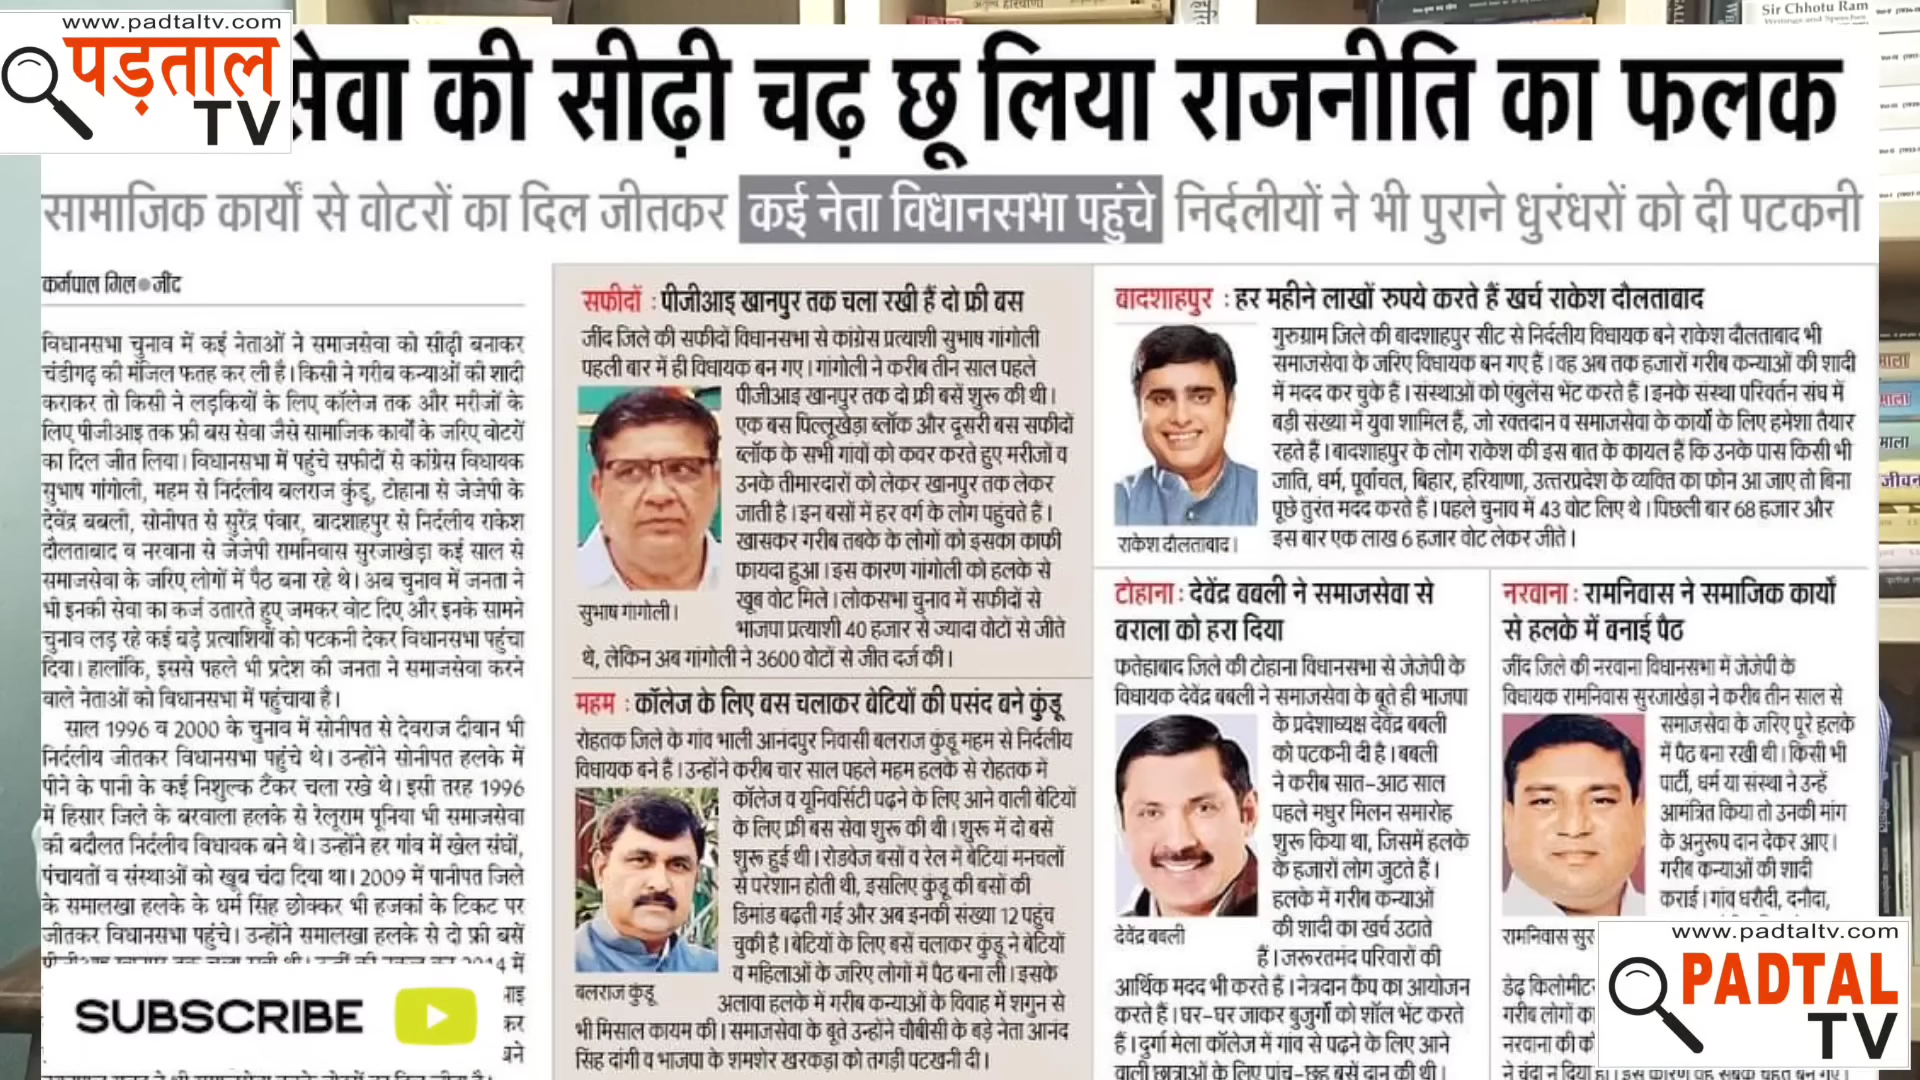 www.padtaltv.com
पड़ताल
TV
सेवा की सीढ़ी चढ़ छू लिया राजनीति का फलक
Sir Chhotu Ram
सामाजिक कार्यों से वोटरों का दिल जीतकर कई नेता विधानसभा पहुंचे निर्दलीयों ने भी पुराने धुरंधरों को दी पटकनी
कर्मपाल गिल●जींद
विधानसभा चुनाव में कई नेताओं ने समाजसेवा को सीढ़ी बनाकर
चंडीगढ़ की मंजिल फतह कर ली है। किसी ने गरीब कन्याओं की शादी
कराकर तो किसी ने लड़कियों के लिए कॉलेज तक और मरीजों के
लिए पीजीआइ तक फ्री बस सेवा जैसे सामाजिक कार्यों के जरिए वोटरों
का दिल जीत लिया। विधानसभा में पहुंचे सफीदों से कांग्रेस विधायक
सुभाष गांगोली, महम से निर्दलीय बलराज कुंडू, टोहाना से जेजेपी के
देवेंद्र बबली, सोनीपत से सुरेंद्र पंवार, बादशाहपुर से निर्दलीय राकेश
दौलताबाद व नरवाना से जेजेपी रामनिवास सुरजाखेड़ा कई साल से
समाजसेवा के जरिए लोगों में पैठ बना रहे थे। अब चुनाव में जनता ने
भी इनकी सेवा का कर्ज उतारते हुए जमकर वोट दिए और इनके सामने
चुनाव लड़ रहे कई बड़े प्रत्याशियों को पटकनी देकर विधानसभा पहुंचा
दिया। हालांकि, इससे पहले भी प्रदेश की जनता ने समाजसेवा करने
वाले नेताओं को विधानसभा में पहुंचाया है।
साल 1996 व 2000 के चुनाव में सोनीपत से देवराज दीवान भी
निर्दलीय जीतकर विधानसभा पहुंचे थे। उन्होंने सोनीपत हलके में
पीने के पानी के कई निशुल्क टैंकर चला रखे थे। इसी तरह 1996
में हिसार जिले के बरवाला हलके से रेलूराम पूनिया भी समाजसेवा
की बदौलत निर्दलीय विधायक बने थे। उन्होंने हर गांव में खेल संघों,
पंचायतों व संस्थाओं को खूब चंदा दिया था। 2009 में पानीपत जिले
के समालखा हलके के धर्म सिंह छोक्कर भी हजकां के टिकट पर
जीतकर विधानसभा पहुंचे। उन्होंने समालखा हलके से दो फ्री बसें
में
कर
बने
SUBSCRIBE
सफीदों : पीजीआइ खानपुर तक चला रखी हैं दो फ्री बस
जींद जिले की सफीदों विधानसभा से कांग्रेस प्रत्याशी सुभाष गांगोली
पहली बार में ही विधायक बन गए। गांगोली ने करीब तीन साल पहले
पीजीआइ खानपुर तक दो फ्री बसें शुरू की थी।
एक बस पिल्लूखेड़ा ब्लॉक और दूसरी बस सफीदों
ब्लॉक के सभी गांवों को कवर करते हुए मरीजों व
उनके तीमारदारों को लेकर खानपुर तक लेकर
जाती है। इन बसों में हर वर्ग के लोग पहुंचते हैं।
खासकर गरीब तबके के लोगों को इसका काफी
फायदा हुआ। इस कारण गांगोली को हलके से
खूब वोट मिले। लोकसभा चुनाव में सफीदों से
भाजपा प्रत्याशी 40 हजार से ज्यादा वोटों से जीते
थे, लेकिन अब गांगोली ने 3600 वोटों से जीत दर्ज की।
सुभाष गांगोली।
महम : कॉलेज के लिए बस चलाकर बेटियों की पसंद बने कुंडू
रोहतक जिले के गांव भाली आनंदपुर निवासी बलराज कुंडू महम से निर्दलीय
विधायक बने हैं। उन्होंने करीब चार साल पहले महम हलके से रोहतक में
कॉलेज व यूनिवर्सिटी पढ़ने के लिए आने वाली बेटियों
के लिए फ्री बस सेवा शुरू की थी। शुरू में दो बसें
शुरू हुई थी। रोडवेज बसों व रेल में बेटियां मनचलों
से परेशान होती थी, इसलिए कुंडू की बसों की
डिमांड बढ़ती गई और अब इनकी संख्या 12 पहुंच
चुकी है। बेटियों के लिए बसें चलाकर कुंडू ने बेटियों
व महिलाओं के जरिए लोगों में पैठ बना ली। इसके
अलावा हलके में गरीब कन्याओं के विवाह में शगुन से
भी मिसाल कायम की। समाजसेवा के बूते उन्होंने चौबीसी के बड़े नेता आनंद
सिंह दांगी व भाजपा के शमशेर खरकड़ा को तगड़ी पटखनी दी।
बलराज कुंडू
बादशाहपुर : हर महीने लाखों रुपये करते हैं खर्च राकेश दौलताबाद
गुरुग्राम जिले की बादशाहपुर सीट से निर्दलीय विधायक बने राकेश दौलताबाद भी
समाजसेवा के जरिए विधायक बन गए हैं। वह अब तक हजारों गरीब कन्याओं की शादी
में मदद कर चुके हैं। संस्थाओं को एंबुलेंस भेंट करते हैं। इनके संस्था परिवर्तन संघ में
बड़ी संख्या में युवा शामिल हैं, जो रक्तदान व समाजसेवा के कार्यो के लिए हमेशा तैयार
रहते हैं। बादशाहपुर के लोग राकेश की इस बात के कायल हैं कि उनके पास किसी भी
जाति, धर्म, पूर्वांचल, बिहार, हरियाणा, उत्तरप्रदेश के व्यक्ति का फोन आ जाए तो बिना
पूछे तुरंत मदद करते हैं। पहले चुनाव में 43 वोट लिए थे। पिछली बार 68 हजार और
इस बार एक लाख 6 हजार वोट लेकर जीते।
राकेश दौलताबाद।
टोहाना : देवेंद्र बबली ने समाजसेवा से
बराला को हरा दिया
फतेहाबाद जिले की टोहाना विधानसभा से जेजेपी के
विधायक देवेंद्र बबली ने समाजसेवा के बूते ही भाजपा
के प्रदेशाध्यक्ष देवेंद्र बबली
को पटकनी दी है। बबली
ने करीब सात-आठ साल
पहले मधुर मिलन समारोह
शुरू किया था, जिसमें हलके
के हजारों लोग जुटते हैं।
हलके में गरीब कन्याओं
की शादी का खर्च उठाते
हैं। जरूरतमंद परिवारों की
देवेंद्र बबली
आर्थिक मदद भी करते हैं। नेत्रदान कैंप का आयोजन
करते हैं। घर-घर जाकर बुजुर्गों को शॉल भेंट करते
हैं। दुर्गा मेला कॉलेज में गांव से पढ़ने के लिए आने
वाली छात्राओं के लिए पांच-छह बसें दान की थी।
नरवाना : रामनिवास ने सामाजिक कार्यों
से हलके में बनाई पैठ
जींद जिले की नरवाना विधानसभा में जेजेपी के
विधायक रामनिवास सुरजाखेड़ा ने करीब तीन साल से
समाजसेवा के जरिए पूरे हलके
में पैठ बना रखी थी। किसी भी
पार्टी, धर्म या संस्था ने उन्हें
आमंत्रित किया तो उनकी मांग
के अनुरूप दान देकर आए।
गरीब कन्याओं की शादी
कराई। गांव धरौदी, दनौदा,
रामनिवास सुर
डेढ़ किलोमीटर
गरीब लोगों का
नरवाना की
ने चंदा न दिया
www.padtaltv.com
PADTAL
TV